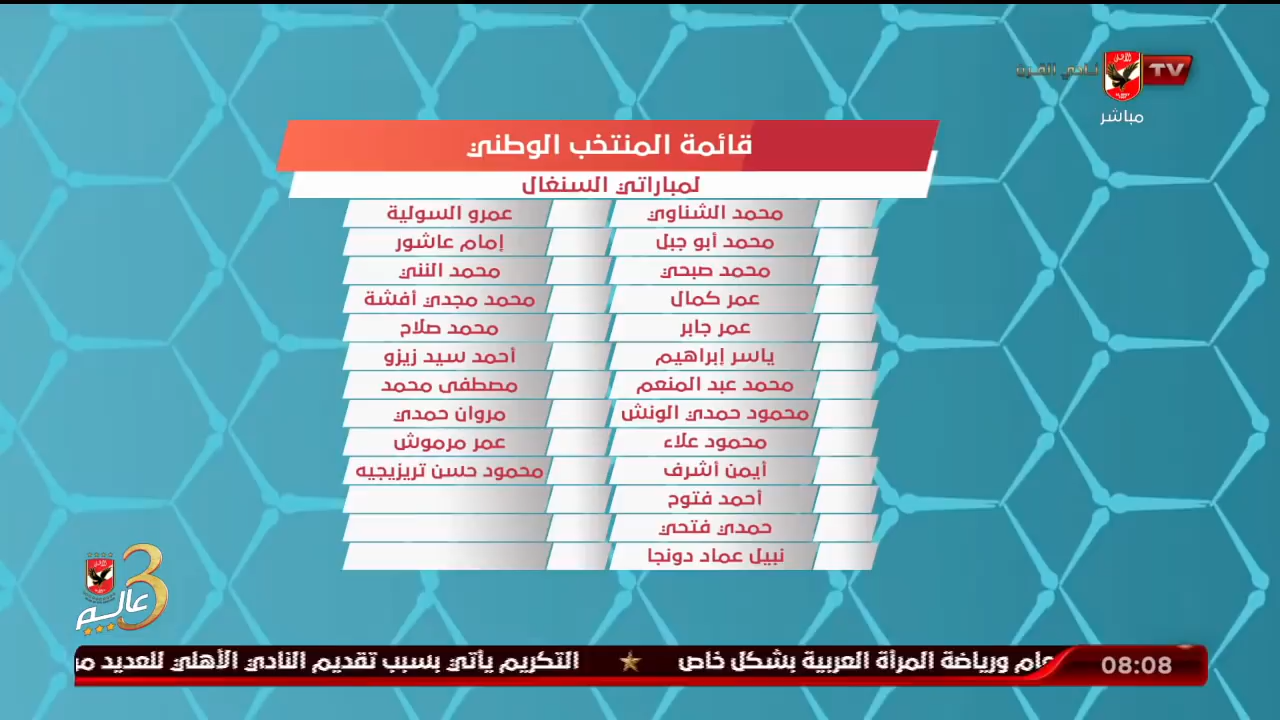 نادي القرن
TV
مباشر
قائمة المنتخب الوطني
لمباراتي السنغال
محمد الشناوي
محمد أبو جبل
محمد صبحي
عمر كمال
عمر جابر
ياسر إبراهيم
محمد عبد المنعم
محمود حمدي الونش
محمود علاء
أيمن أشرف
أحمد فتوح
حمدي فتحي
نبيل عماد دونجا
عمرو السولية
إمام عاشور
محمد النني
محمد مجدي أفشة
محمد صلاح
أحمد سيد زيزو
مصطفى محمد
مروان حمدي
عمر مرموش
محمود حسن تريزيجيه
3 عالم
ورياضة المرأة العربية بشكل خاص ★ التكريم يأتي بسبب تقديم النادي الأهلي للعديد
08:08